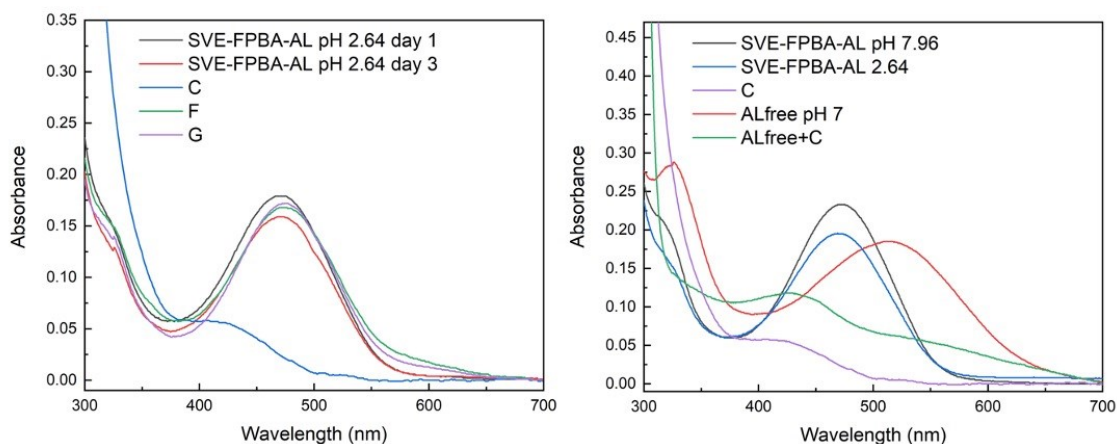 0.35
0.30
0.25
0.20
0.15
0.10
0.05
0.00
Absorbance
SVE-FPBA-AL pH 2.64 day 1
SVE-FPBA-AL pH 2.64 day 3
C
F
G
300
400
500
600
700
Wavelength (nm)
0.45
0.40
0.35
0.30
0.25
0.20
0.15
0.10
0.05
0.00
Absorbance
SVE-FPBA-AL pH 7.96
SVE-FPBA-AL 2.64
C
ALfree pH 7
ALfree+C
300
400
500
600
700
Wavelength (nm)